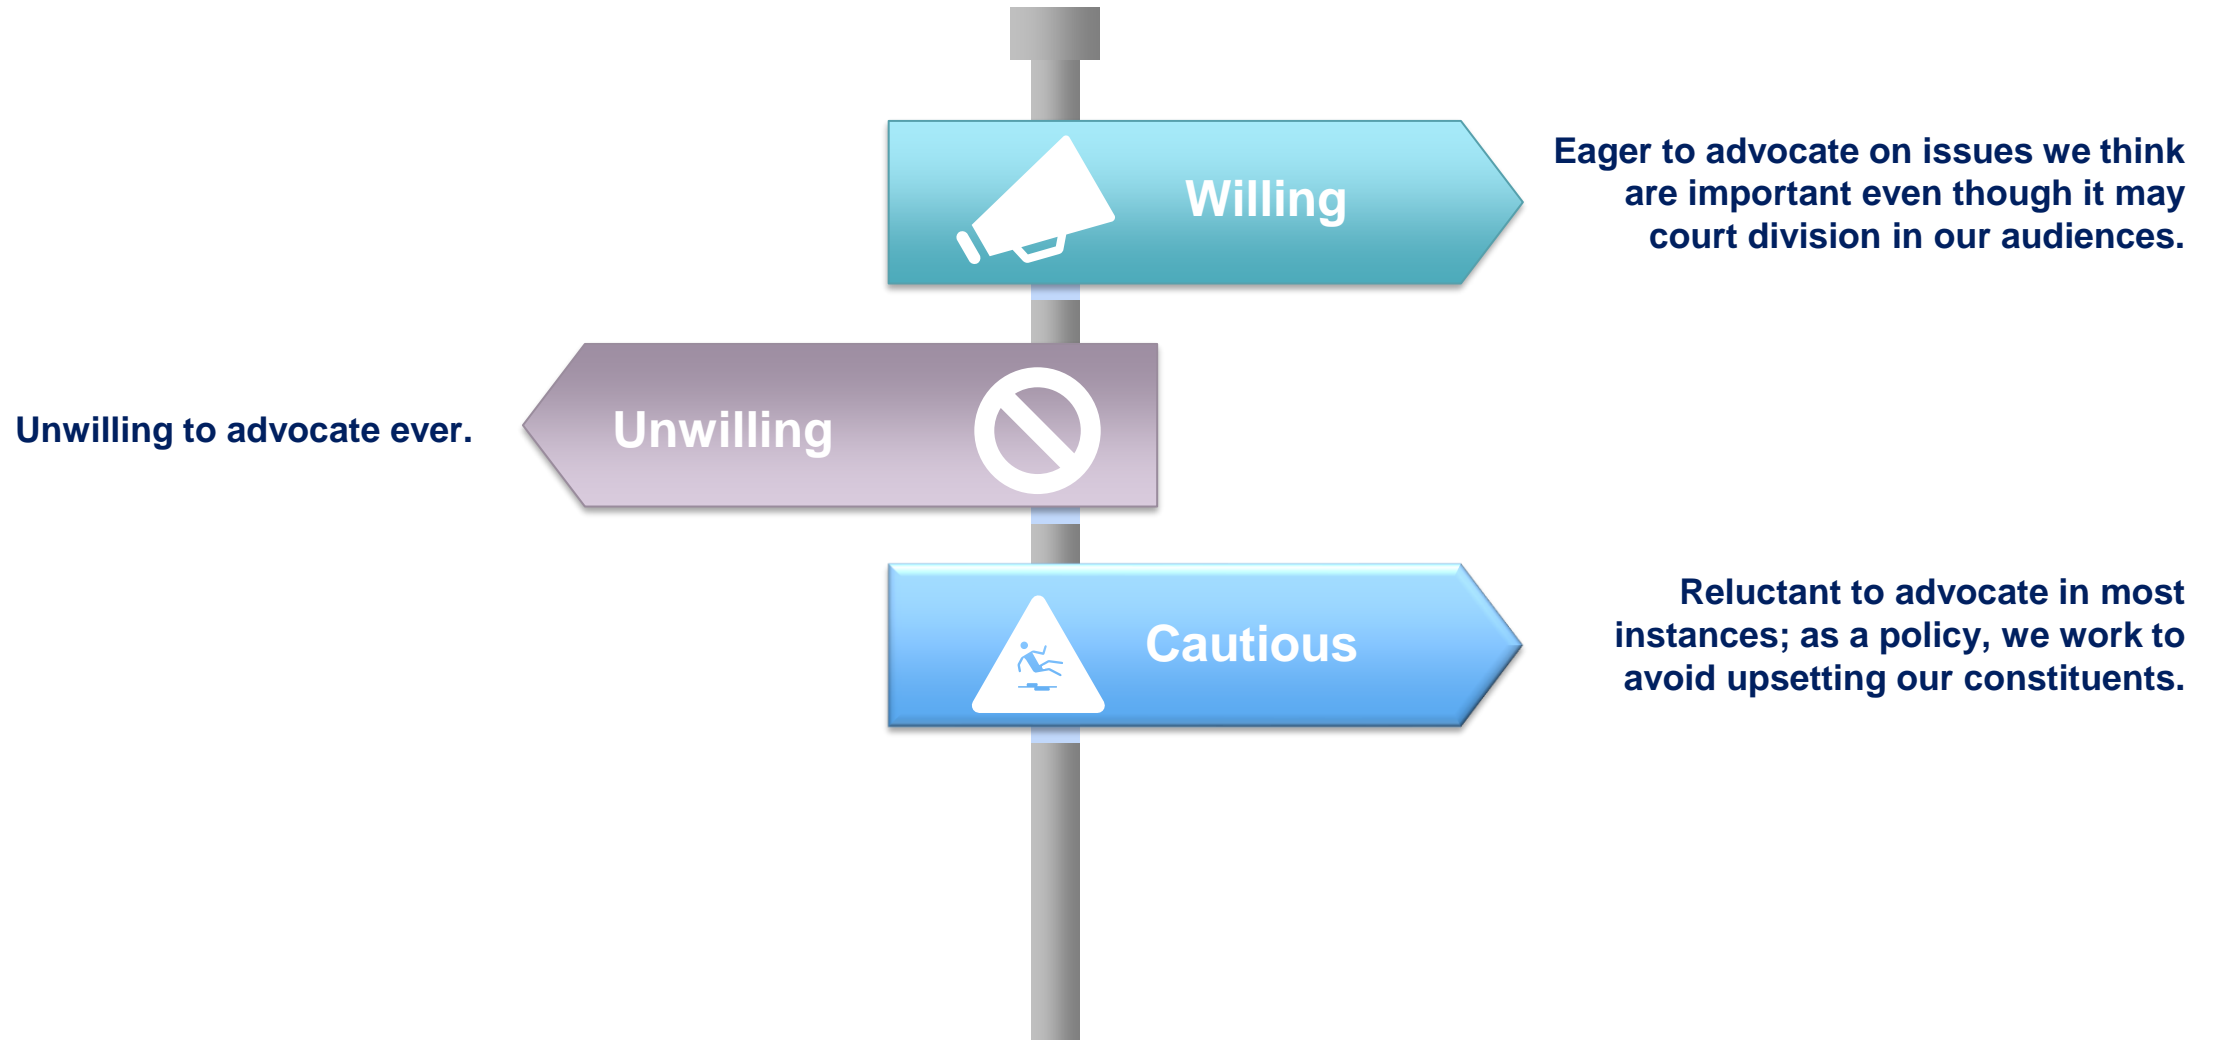 Willing
Eager to advocate on issues we think
are important even though it may
court division in our audiences.
Unwilling to advocate ever.
Unwilling
Cautious
Reluctant to advocate in most
instances; as a policy, we work to
avoid upsetting our constituents.